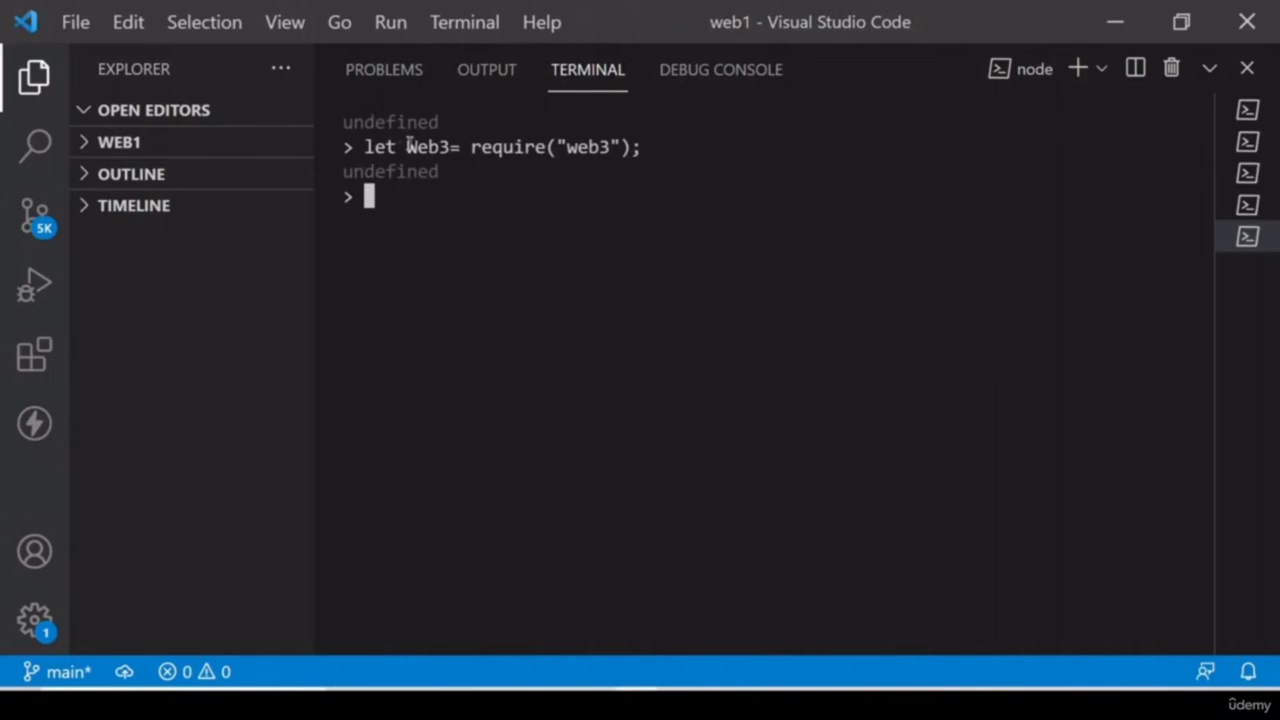 File Edit Selection View Go Run Terminal Help web1 - Visual Studio Code
EXPLORER ... PROBLEMS OUTPUT TERMINAL DEBUG CONSOLE node
OPEN EDITORS
WEB1
OUTLINE
TIMELINE
undefined
> let Web3= require("web3");
undefined
>
5K
1
main* 0 0
ûdemy